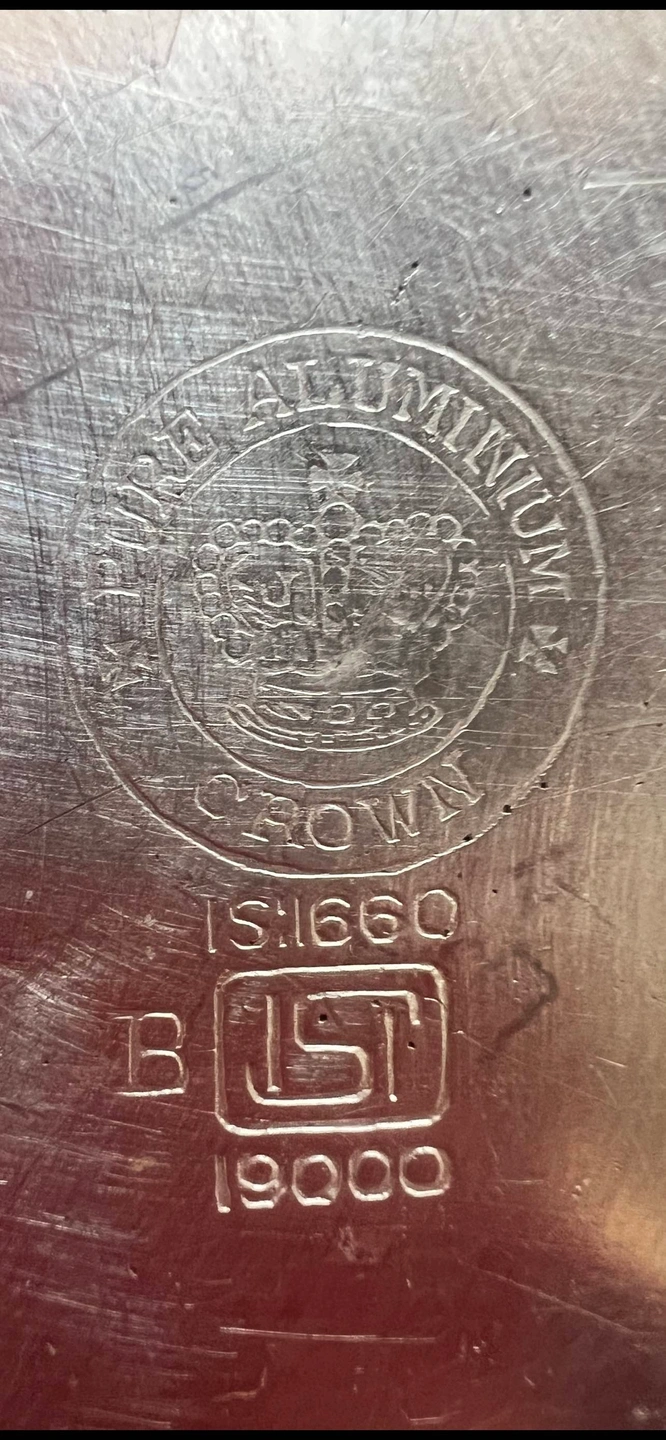 PURE ALUMINIUM
CROWN
IS:1660
B ISI
19000